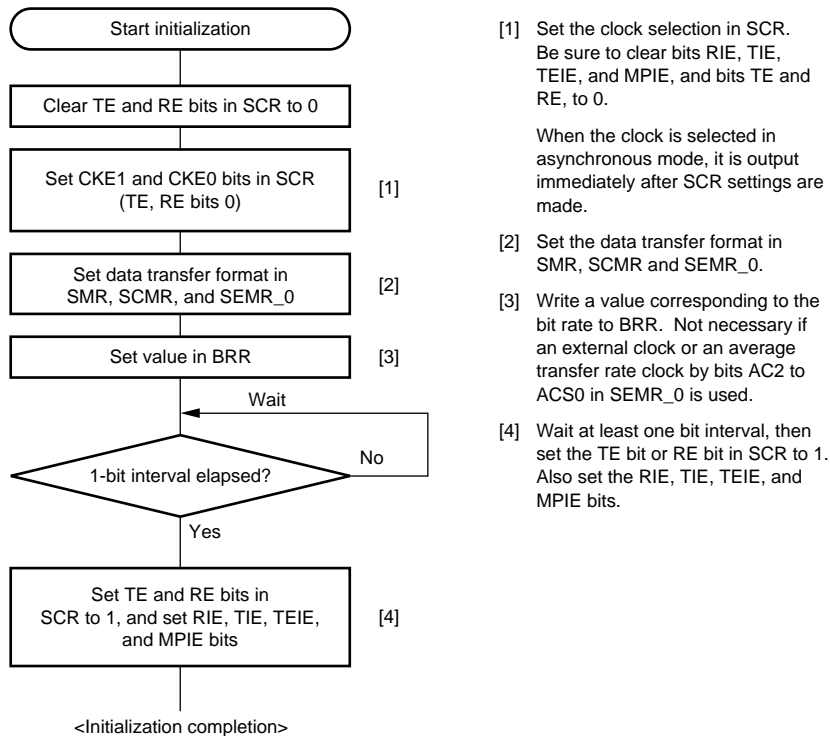 Start initialization
Clear TE and RE bits in SCR to 0
Set CKE1 and CKE0 bits in SCR
(TE, RE bits 0)
[1]
Set data transfer format in
SMR, SCMR, and SEMR_0
[2]
Set value in BRR
[3]
Wait
1-bit interval elapsed?
No
Yes
Set TE and RE bits in
SCR to 1, and set RIE, TIE, TEIE,
and MPIE bits
[4]
<Initialization completion>
[1] Set the clock selection in SCR.
Be sure to clear bits RIE, TIE,
TEIE, and MPIE, and bits TE and
RE, to 0.
When the clock is selected in
asynchronous mode, it is output
immediately after SCR settings are
made.
[2] Set the data transfer format in
SMR, SCMR and SEMR_0.
[3] Write a value corresponding to the
bit rate to BRR. Not necessary if
an external clock or an average
transfer rate clock by bits AC2 to
ACS0 in SEMR_0 is used.
[4] Wait at least one bit interval, then
set the TE bit or RE bit in SCR to 1.
Also set the RIE, TIE, TEIE, and
MPIE bits.